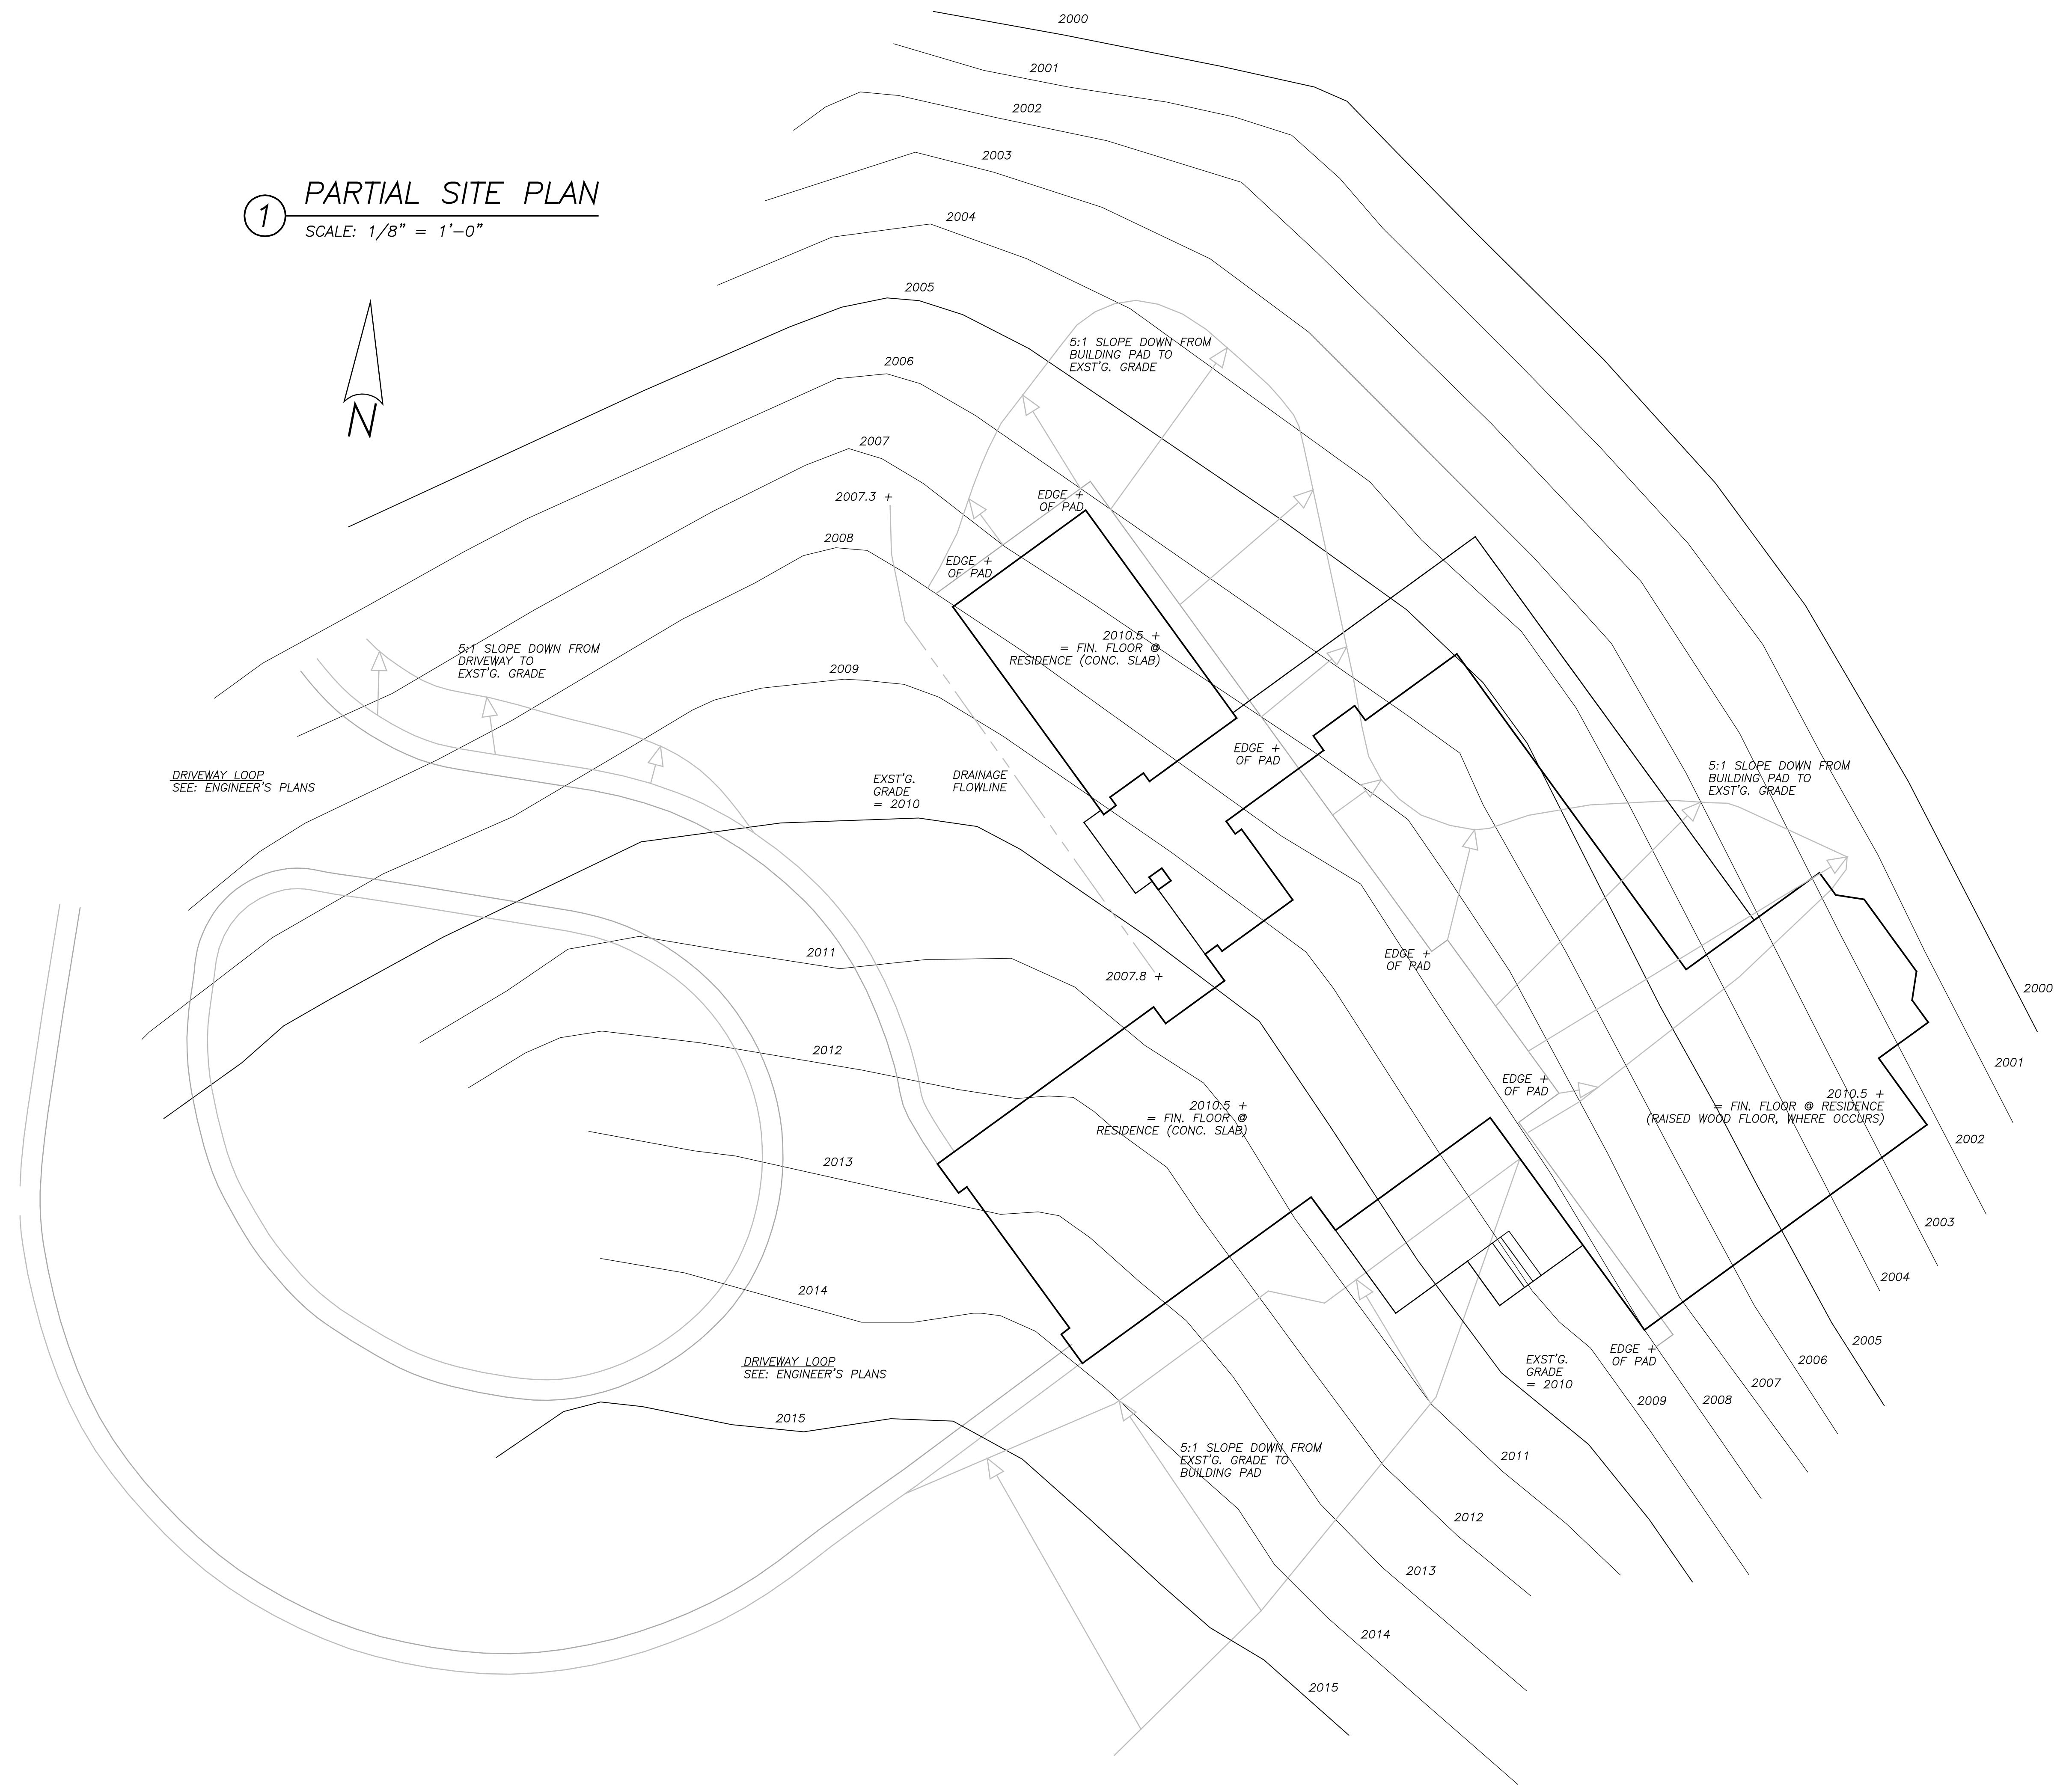 2000
2001
2002
1
PARTIAL SITE PLAN
SCALE: 1/8" = 1'-0"
2003
2004
2005
5:1 SLOPE DOWN FROM
BUILDING PAD TO
EXST'G. GRADE
2006
N
2007
2007.3 +
EDGE +
OF PAD
2008
EDGE +
OF PAD
2010.5 +
= FIN. FLOOR @
RESIDENCE (CONC. SLAB)
5:1 SLOPE DOWN FROM
DRIVEWAY TO
EXST'G. GRADE
2009
EDGE +
OF PAD
DRIVEWAY LOOP
SEE: ENGINEER'S PLANS
EXST'G.
GRADE
= 2010
DRAINAGE
FLOWLINE
5:1 SLOPE DOWN FROM
BUILDING PAD TO
EXST'G. GRADE
2011
2007.8 +
EDGE +
OF PAD
2000
2012
2001
EDGE +
OF PAD
2010.5 +
= FIN. FLOOR @
RESIDENCE (CONC. SLAB)
2010.5 +
= FIN. FLOOR @ RESIDENCE
(RAISED WOOD FLOOR, WHERE OCCURS)
2002
2013
2003
2014
2004
DRIVEWAY LOOP
SEE: ENGINEER'S PLANS
EXST'G.
GRADE
= 2010
EDGE +
OF PAD
2005
2006
2007
2008
2009
2015
5:1 SLOPE DOWN FROM
EXST'G. GRADE TO
BUILDING PAD
2011
2012
2013
2014
2015